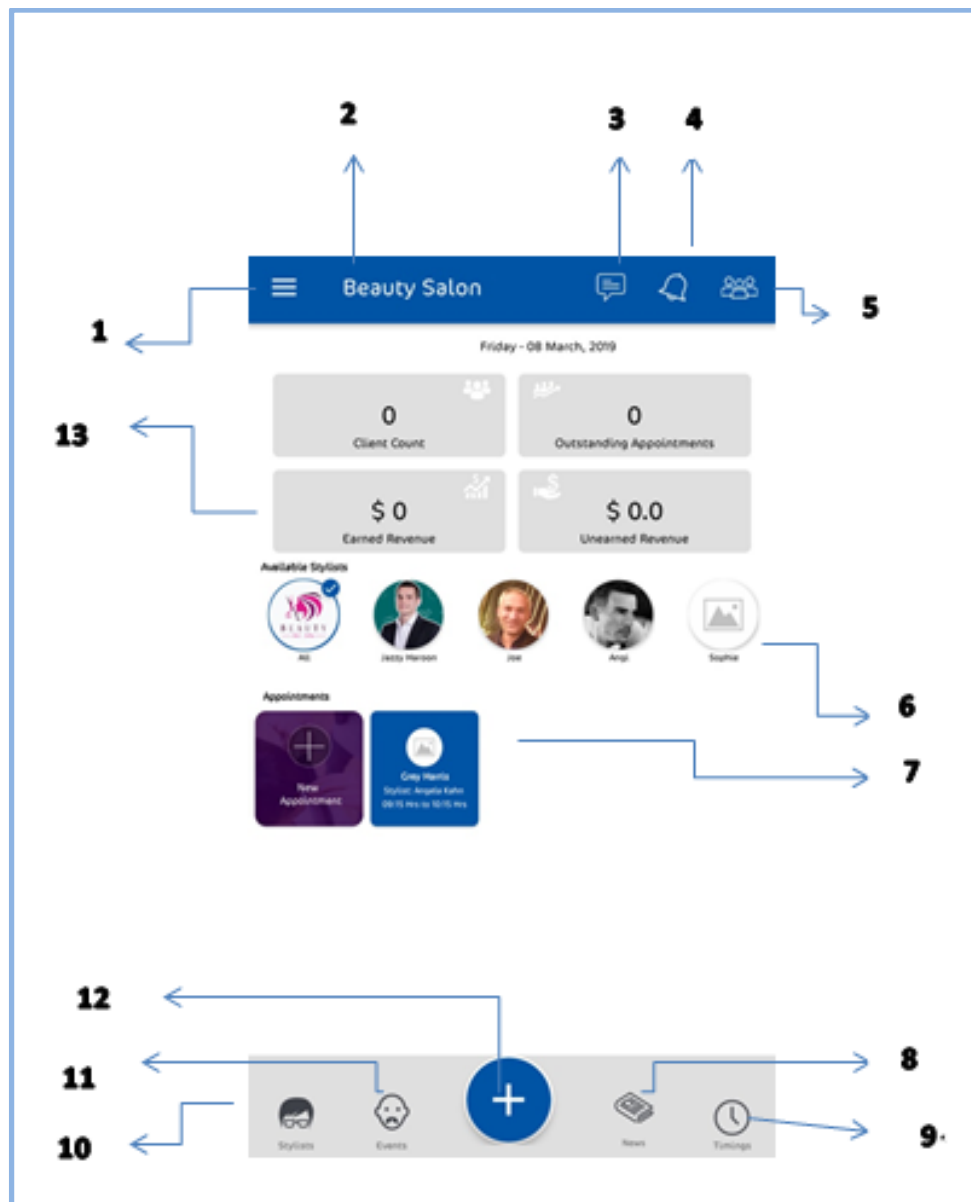 2
3
4
Beauty Salon
1
5
Friday - 08 March, 2019
0
Client Count
0
Outstanding Appointments
13
$ 0
Earned Revenue
$ 0.0
Unearned Revenue
Available Stylists
BEAUTY
All
Jazzy Haroon
Joe
Angi
Sophie
6
Appointments
7
New
Appointment
Grey Harris
Stylist: Angela Kahn
09:15 Hrs to 10:15 Hrs
12
11
8
10
Stylists
Events
News
Timings
9